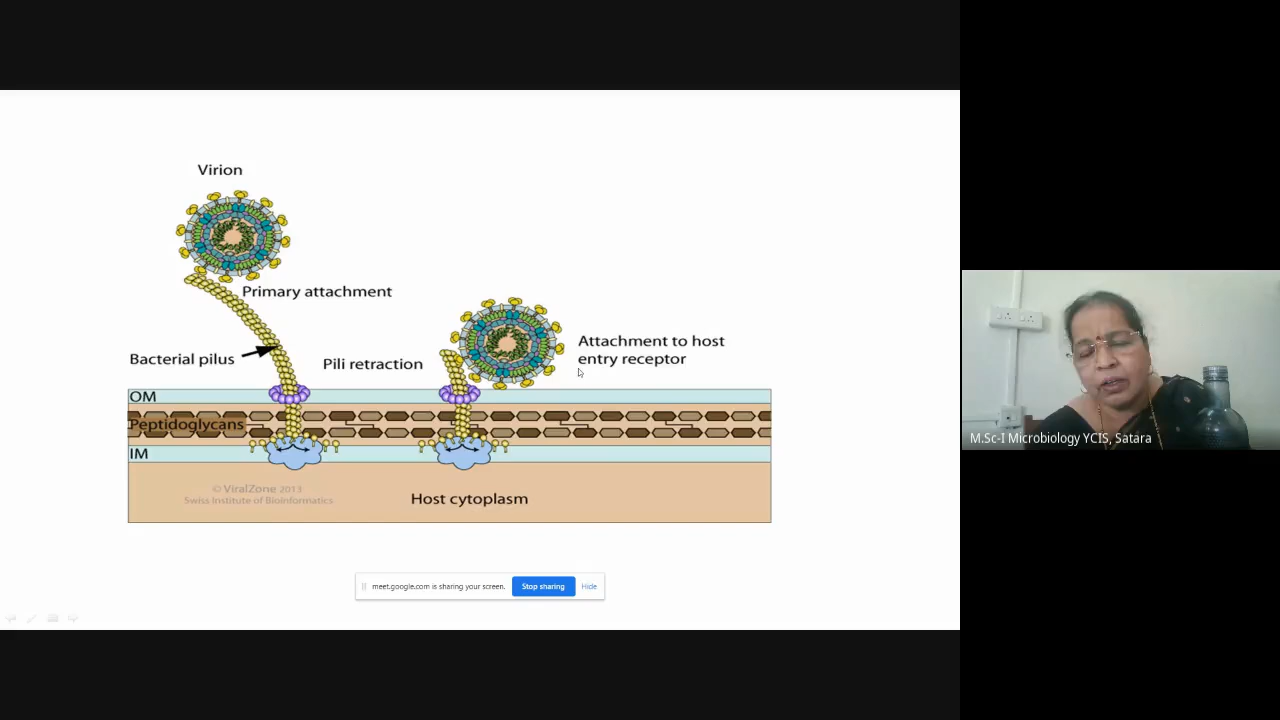 Virion
Primary attachment
Bacterial pilus
Pili retraction
Attachment to host
entry receptor
OM
Peptidoglycans
IM
© ViralZone 2013
Swiss Institute of Bioinformatics
Host cytoplasm
M.Sc-I Microbiology YCIS, Satara
meet.google.com is sharing your screen.
Stop sharing
Hide